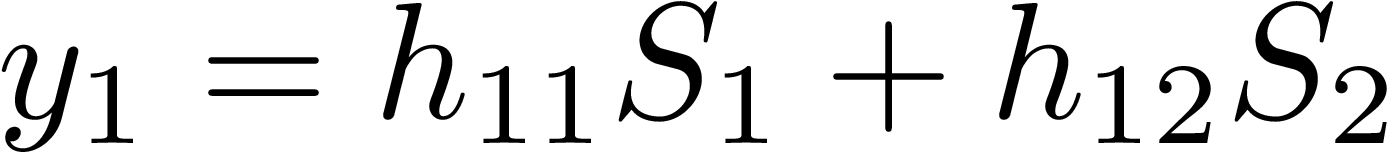 y₁ = h₁₁S₁ + h₁₂S₂